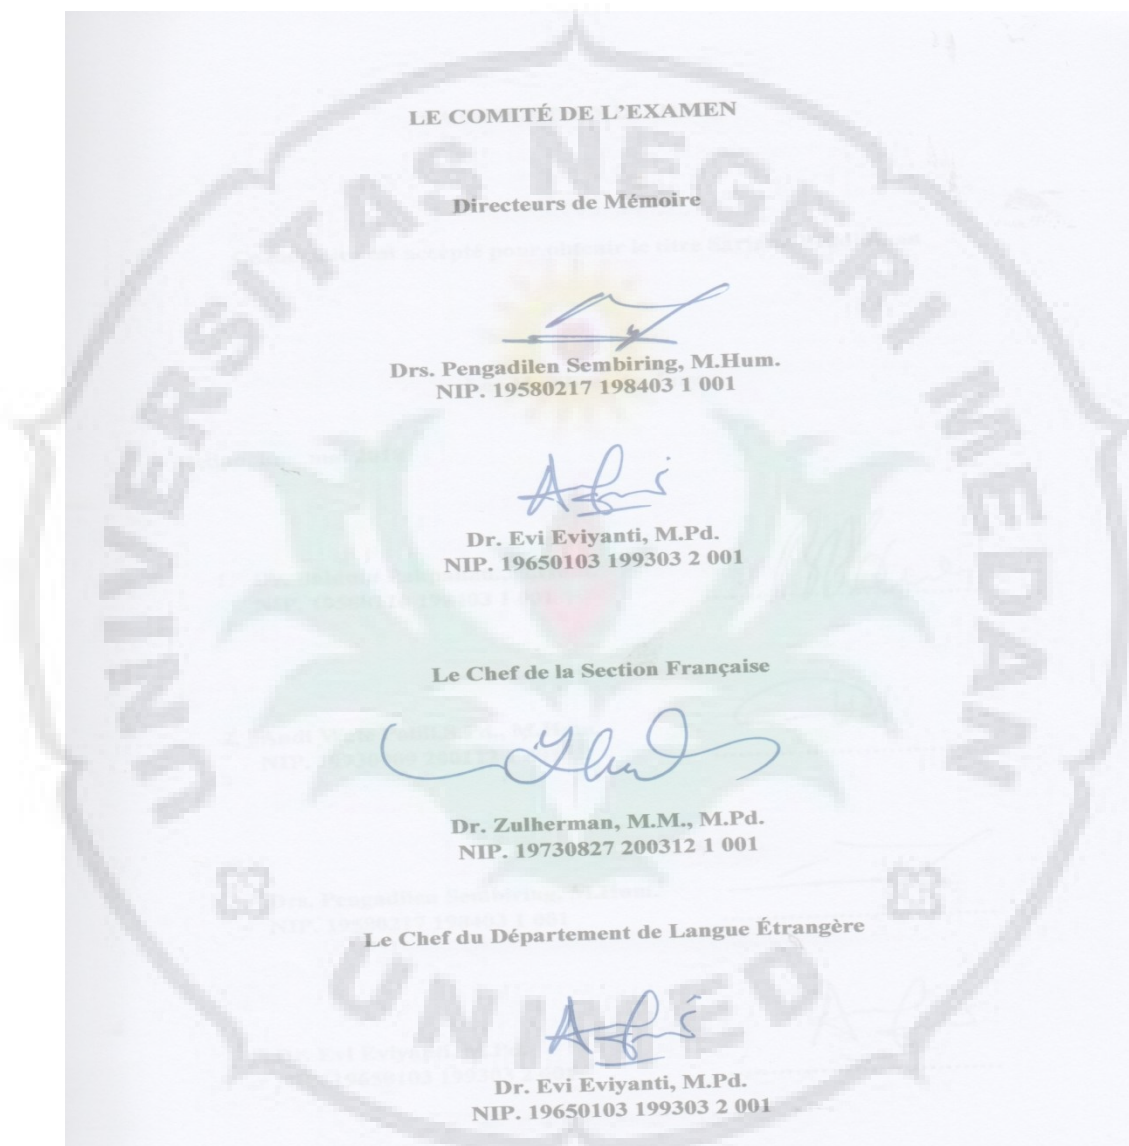 LE COMITÉ DE L'EXAMEN
Directeurs de Mémoire
Drs. Pengadilen Sembiring, M.Hum.
NIP. 19580217 198403 1 001
Dr. Evi Eviyanti, M.Pd.
NIP. 19650103 199303 2 001
Le Chef de la Section Française
Dr. Zulherman, M.M., M.Pd.
NIP. 19730827 200312 1 001
Le Chef du Département de Langue Étrangère
Dr. Evi Eviyanti, M.Pd.
NIP. 19650103 199303 2 001
UNIVERSITAS NEGERI MEDAN
UNIMED